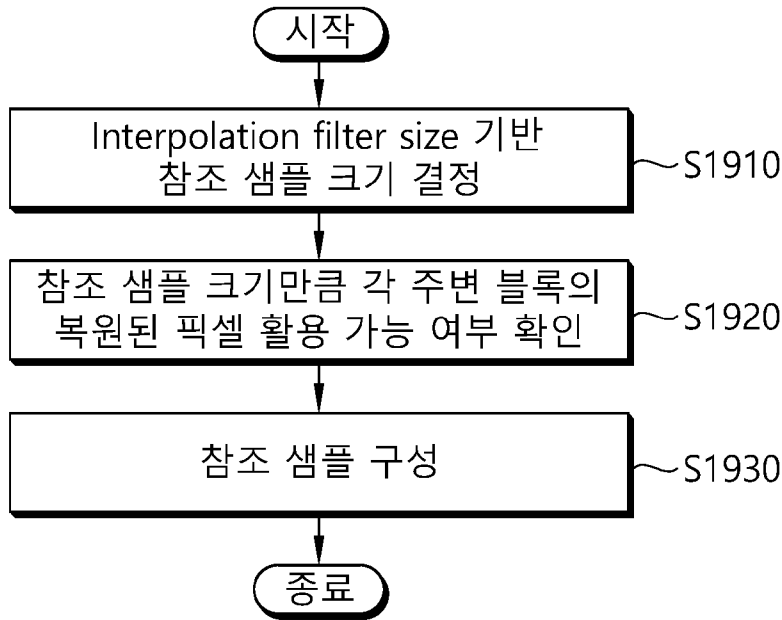 시작
Interpolation filter size 기반
참조 샘플 크기 결정
S1910
참조 샘플 크기만큼 각 주변 블록의
복원된 픽셀 활용 가능 여부 확인
S1920
참조 샘플 구성
S1930
종료